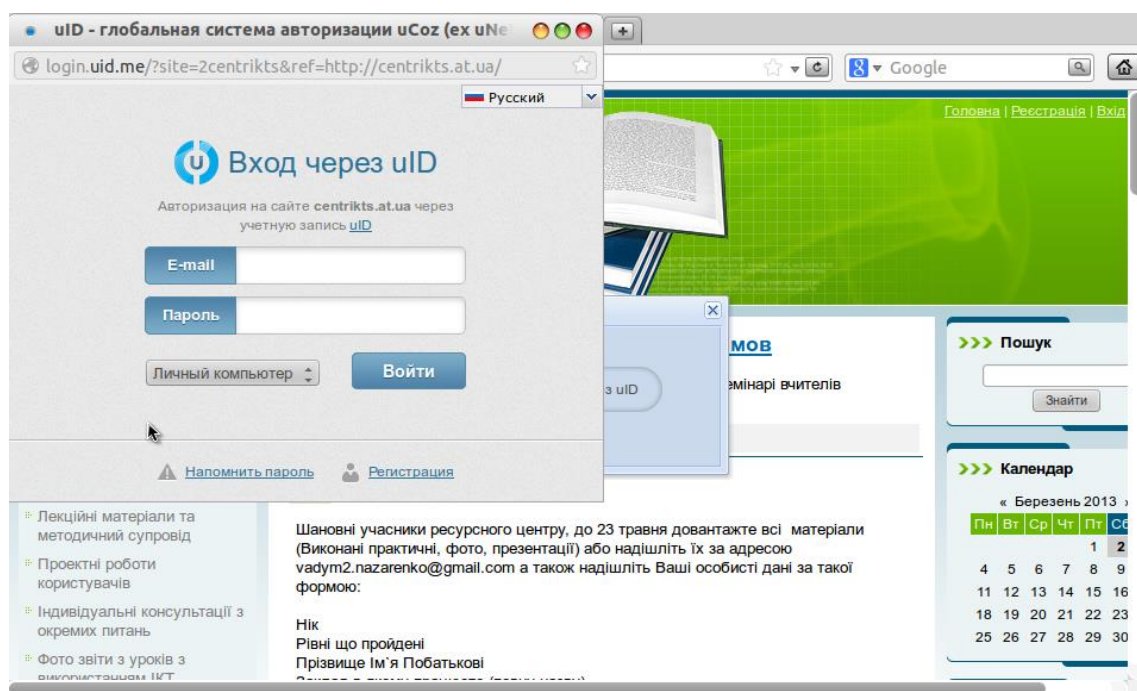 uID - глобальная система авторизации uCoz (ex uNe
login.uid.me/?site=2centrikts&ref=http://centrikts.at.ua/
Google
Русский
Головна | Реєстрація | Вхід
Вход через uID
Авторизация на сайте centrikts.at.ua через
учетную запись uID
E-mail
Пароль
Личный компьютер
Войти
Напомнить пароль
Регистрация
мов
емінарі вчителів
з uID
>>> Пошук
Знайти
>>> Календар
« Березень 2013 »
Пн Вт Ср Чт Пт Сб
1 2
4 5 6 7 8 9
11 12 13 14 15 16
18 19 20 21 22 23
25 26 27 28 29 30
Лекційні матеріали та
методичний супровід
Проектні роботи
користувачів
Індивідуальні консультації з
окремих питань
Фото звіти з уроків з
використанням ІКТ
Шановні учасники ресурсного центру, до 23 травня довантажте всі матеріали
(Виконані практичні, фото, презентації) або надішліть їх за адресою
vadym2.nazarenko@gmail.com а також надішліть Ваші особисті дані за такої
формою:
Нік
Рівні що пройдені
Прізвище Ім'я Побатькові